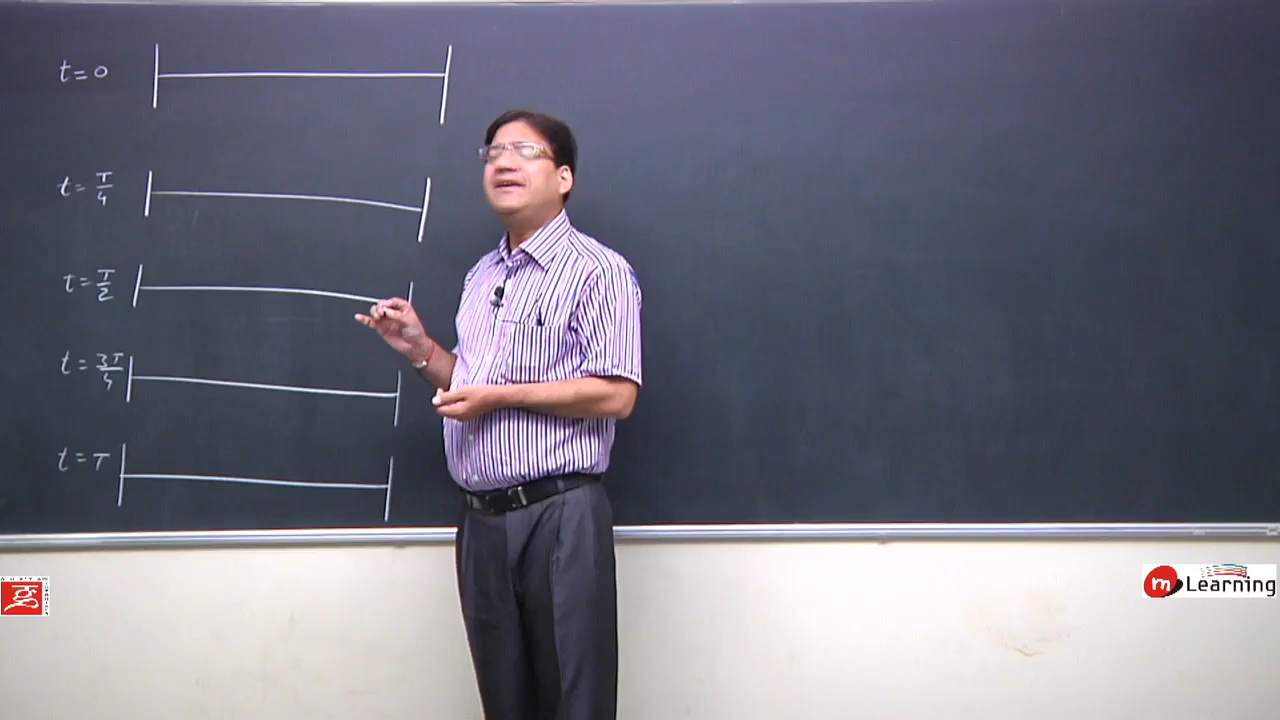 t = 0
t = T/4
t = T/2
t = 3T/4
t = T
m Learning